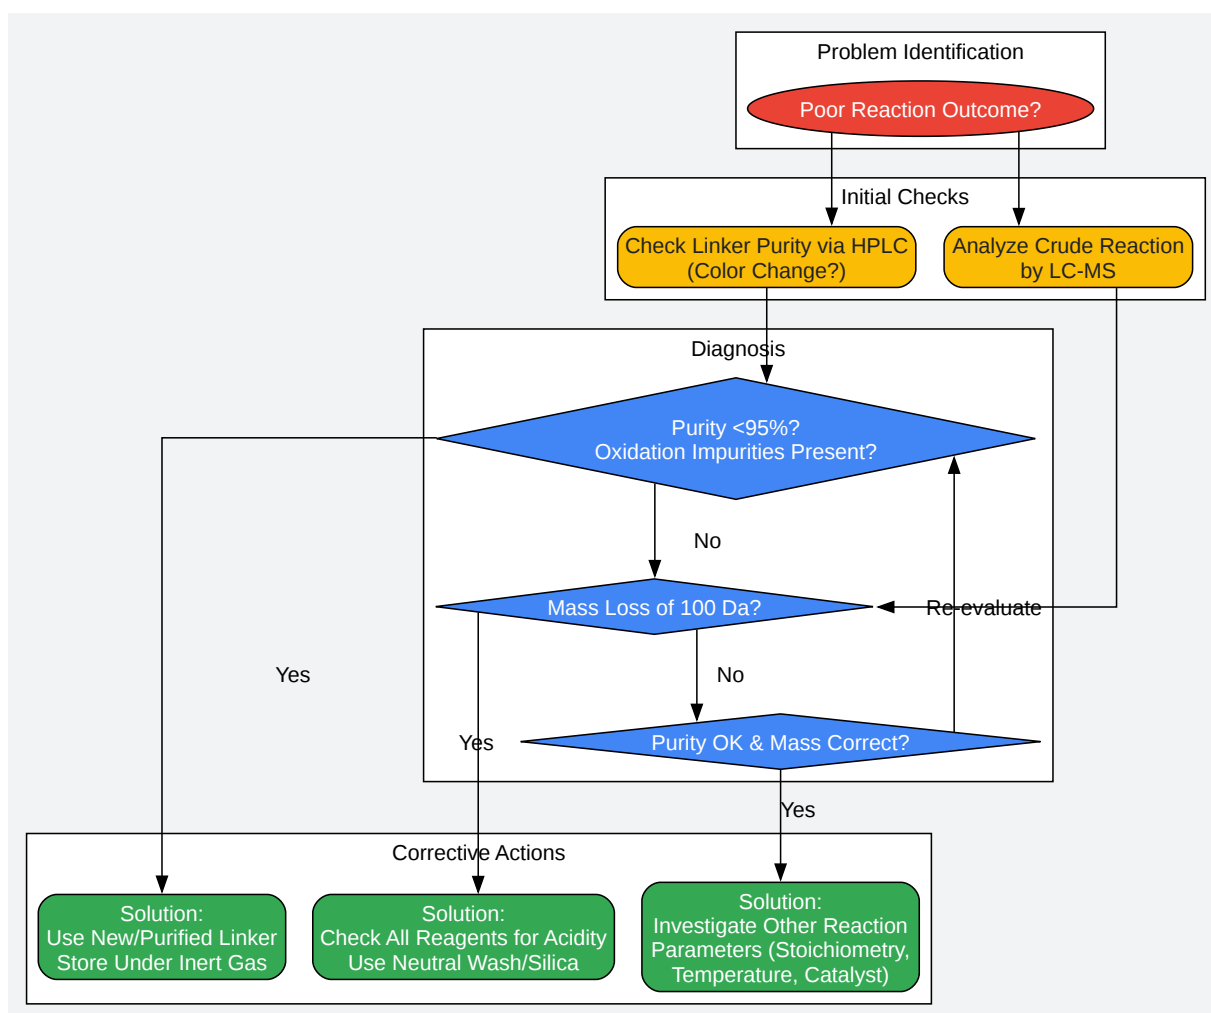 Problem Identification
Poor Reaction Outcome?
Initial Checks
Check Linker Purity via HPLC
(Color Change?)
Analyze Crude Reaction
by LC-MS
Diagnosis
Purity <95%?
Oxidation Impurities Present?
No
Mass Loss of 100 Da?
Re-evaluate
Yes
No
Yes
Purity OK & Mass Correct?
Yes
Corrective Actions
Solution:
Use New/Purified Linker
Store Under Inert Gas
Solution:
Check All Reagents for Acidity
Use Neutral Wash/Silica
Solution:
Investigate Other Reaction
Parameters (Stoichiometry,
Temperature, Catalyst)